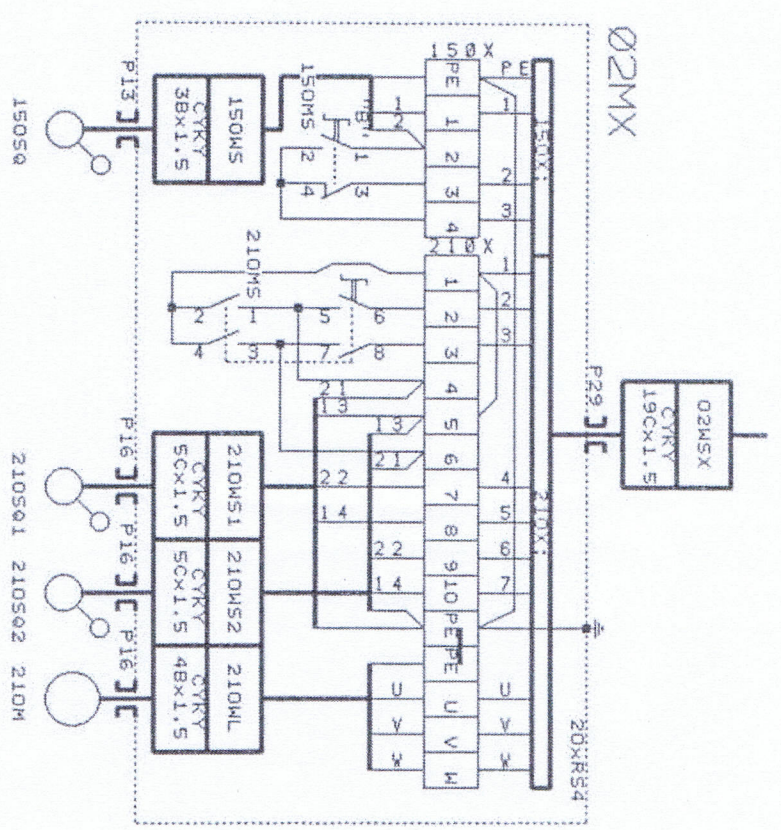 02MX
150X
PE
PE
1
2
3
4
1
2
3
150X:
1
2
"B"
150MS
1
2
3
4
P13
150WS
CYKY
3Bx1.5
150SQ
210X
1
2
3
4
5
6
7
8
9
10
PE
PE
U
V
W
1
2
3
4
5
6
7
U
V
W
210X:
210MS
1
2
3
4
5
6
7
8
21
13
13
21
22
14
22
14
U
V
W
P29
02WSX
CYKY
19Cx1.5
20xRS4
P16
210WS1
CYKY
5Cx1.5
210SQ1
P16
210WS2
CYKY
5Cx1.5
210SQ2
P16
210WL
CYKY
4Bx1.5
210M